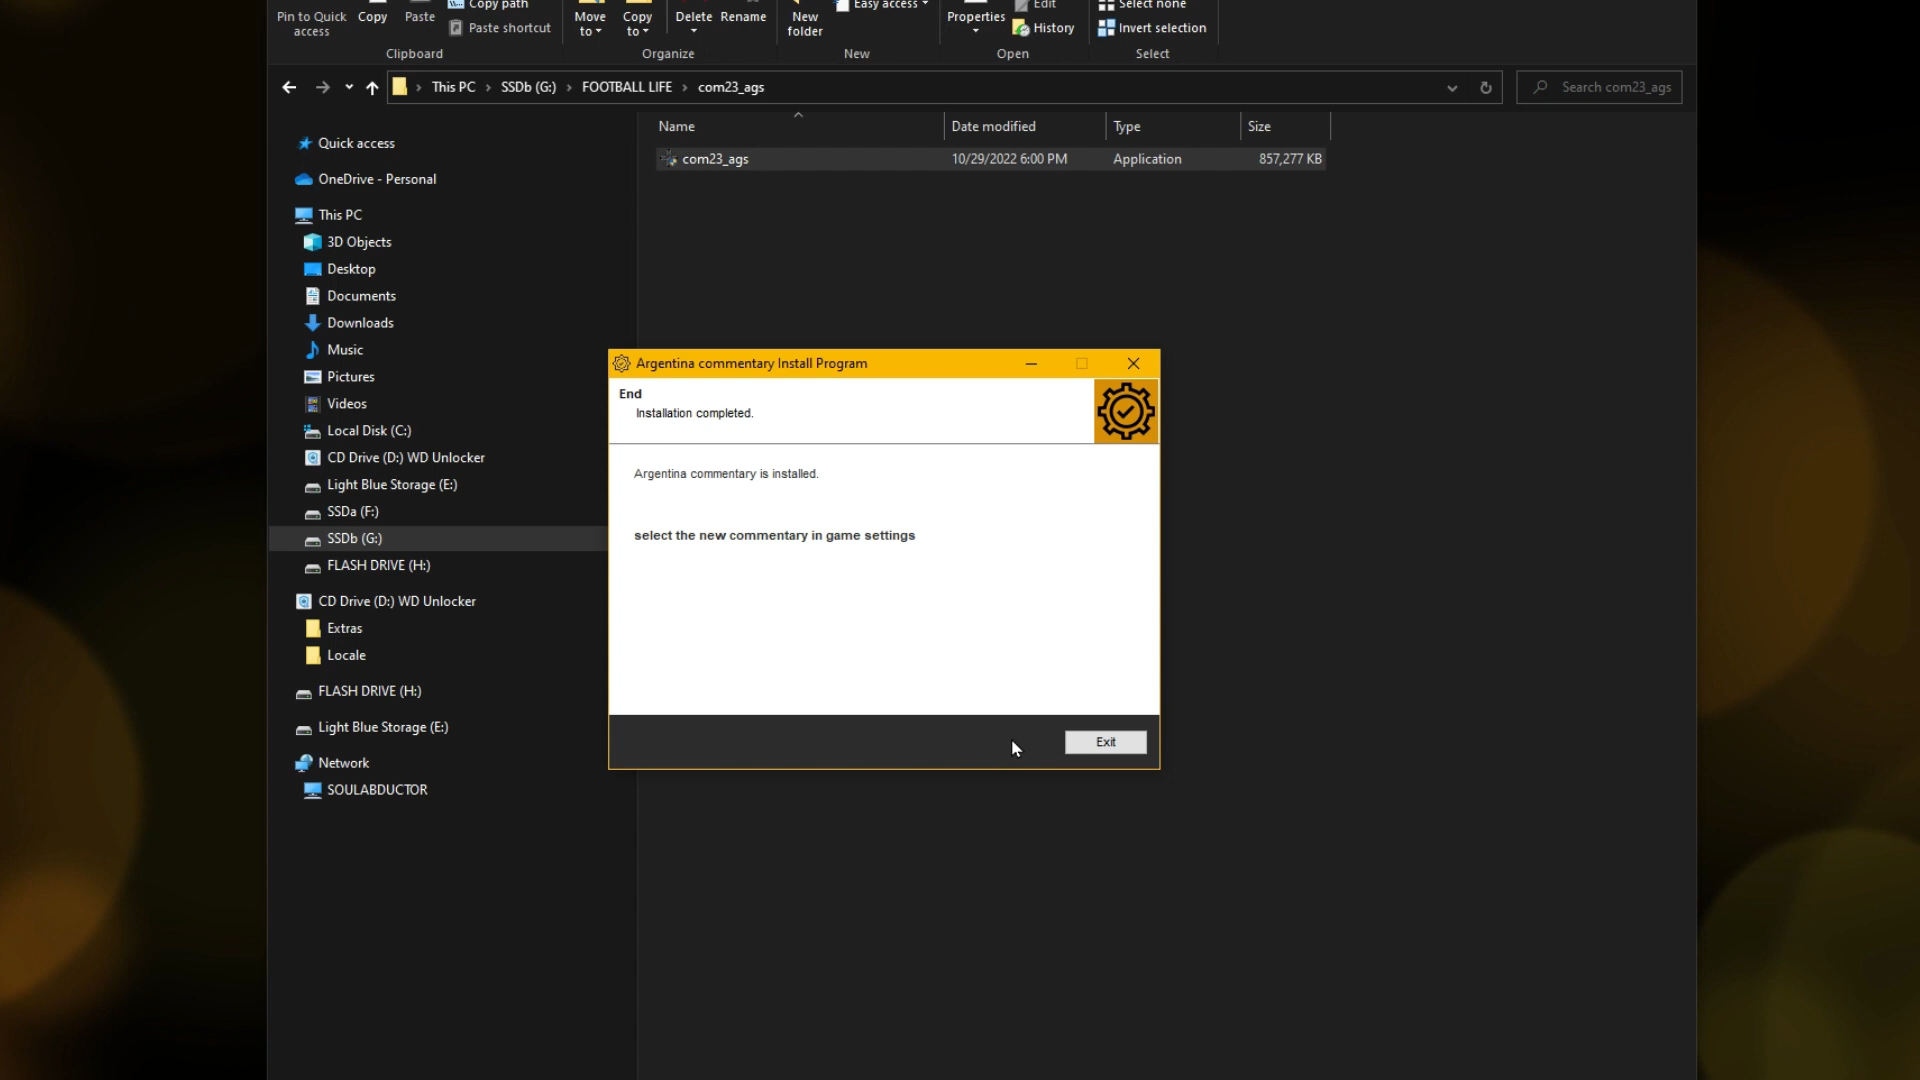 Copy path
Easy access
Edit
Select none
Pin to Quick access
Copy
Paste
Paste shortcut
Move to
Copy to
Delete
Rename
New folder
Properties
History
Invert selection
Clipboard
Organize
New
Open
Select
This PC > SSDb (G:) > FOOTBALL LIFE > com23_ags
Search com23_ags
Name
Date modified
Type
Size
com23_ags
10/29/2022 6:00 PM
Application
857,277 KB
Quick access
OneDrive - Personal
This PC
3D Objects
Desktop
Documents
Downloads
Music
Pictures
Videos
Local Disk (C:)
CD Drive (D:) WD Unlocker
Light Blue Storage (E:)
SSDa (F:)
SSDb (G:)
FLASH DRIVE (H:)
CD Drive (D:) WD Unlocker
Extras
Locale
FLASH DRIVE (H:)
Light Blue Storage (E:)
Network
SOULABDUCTOR
Argentina commentary Install Program
End
Installation completed.
Argentina commentary is installed.
select the new commentary in game settings
Exit